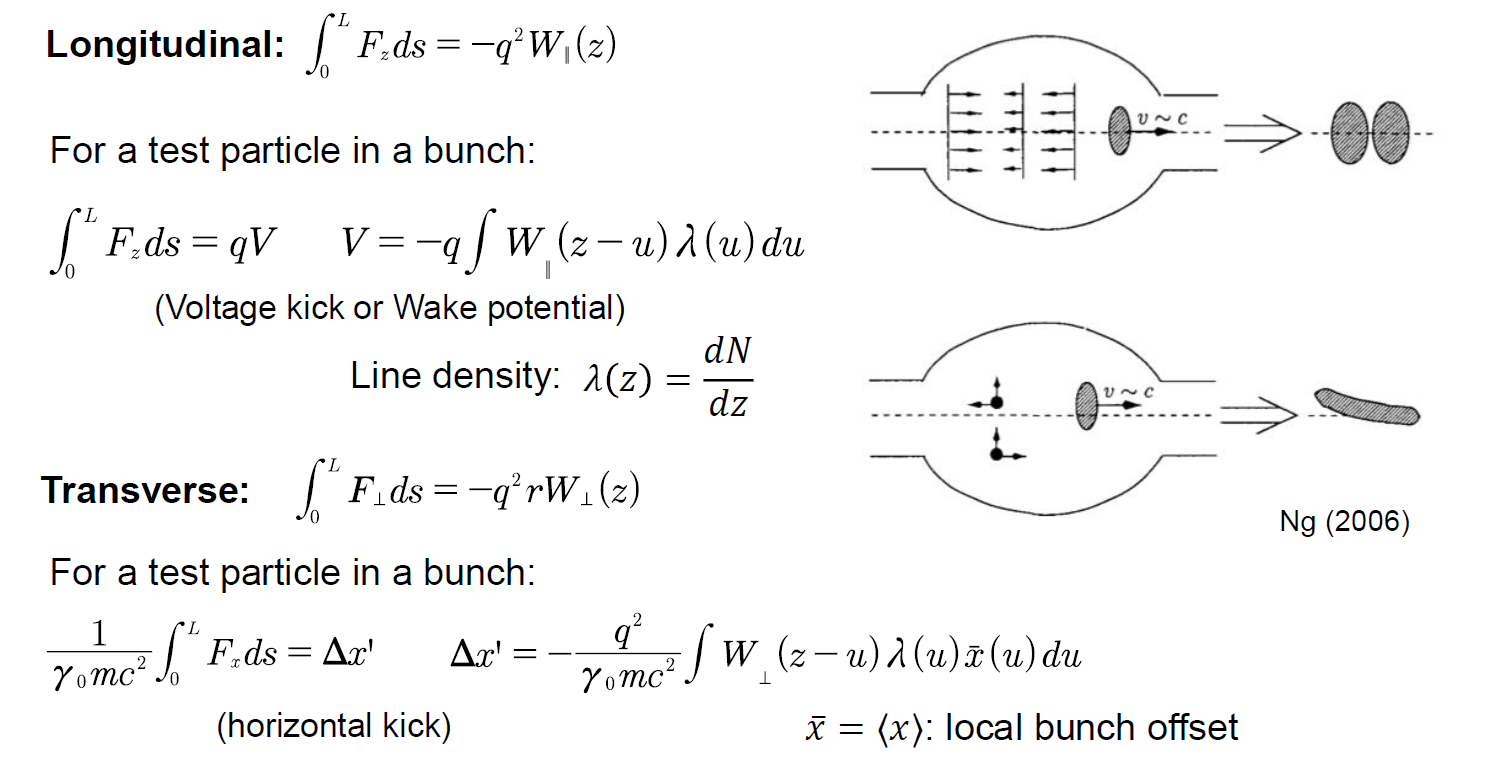 Longitudinal: ∫₀ᴸ F_z ds = −q² W_∥(z)
v ~ c
For a test particle in a bunch:
∫₀ᴸ F_z ds = qV V = −q ∫ W_∥(z − u) λ(u) du
(Voltage kick or Wake potential)
Line density: λ(z) = dN/dz
v ~ c
Transverse: ∫₀ᴸ F_⊥ ds = −q² r W_⊥(z)
Ng (2006)
For a test particle in a bunch:
1/(γ₀mc²) ∫₀ᴸ F_x ds = Δx' Δx' = − q²/(γ₀mc²) ∫ W_⊥(z − u) λ(u) x̄(u) du
(horizontal kick)
x̄ = ⟨x⟩: local bunch offset